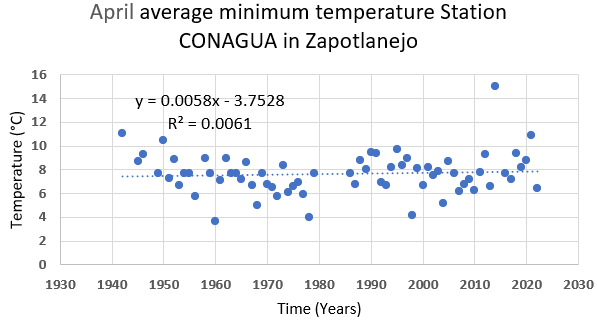 April average minimum temperature Station
CONAGUA in Zapotlanejo
16
14
12
10
8
6
4
2
0
y = 0.0058x - 3.7528
R² = 0.0061
Temperature (°C)
1930 1940 1950 1960 1970 1980 1990 2000 2010 2020 2030
Time (Years)